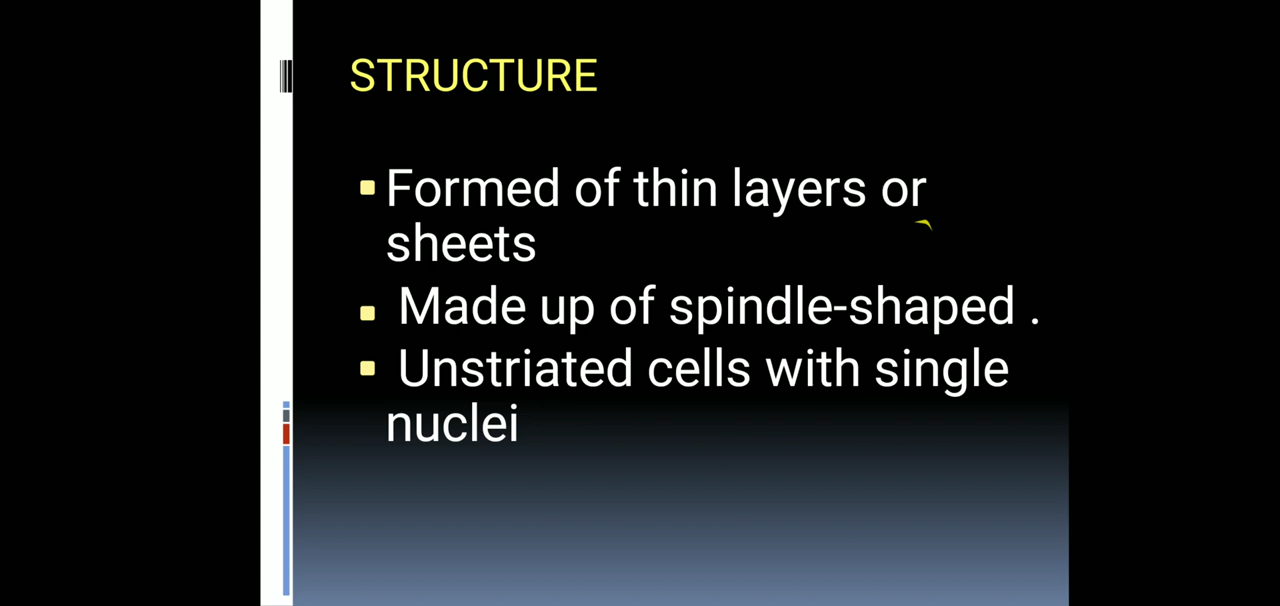 STRUCTURE
Formed of thin layers or
sheets
Made up of spindle-shaped .
Unstriated cells with single
nuclei